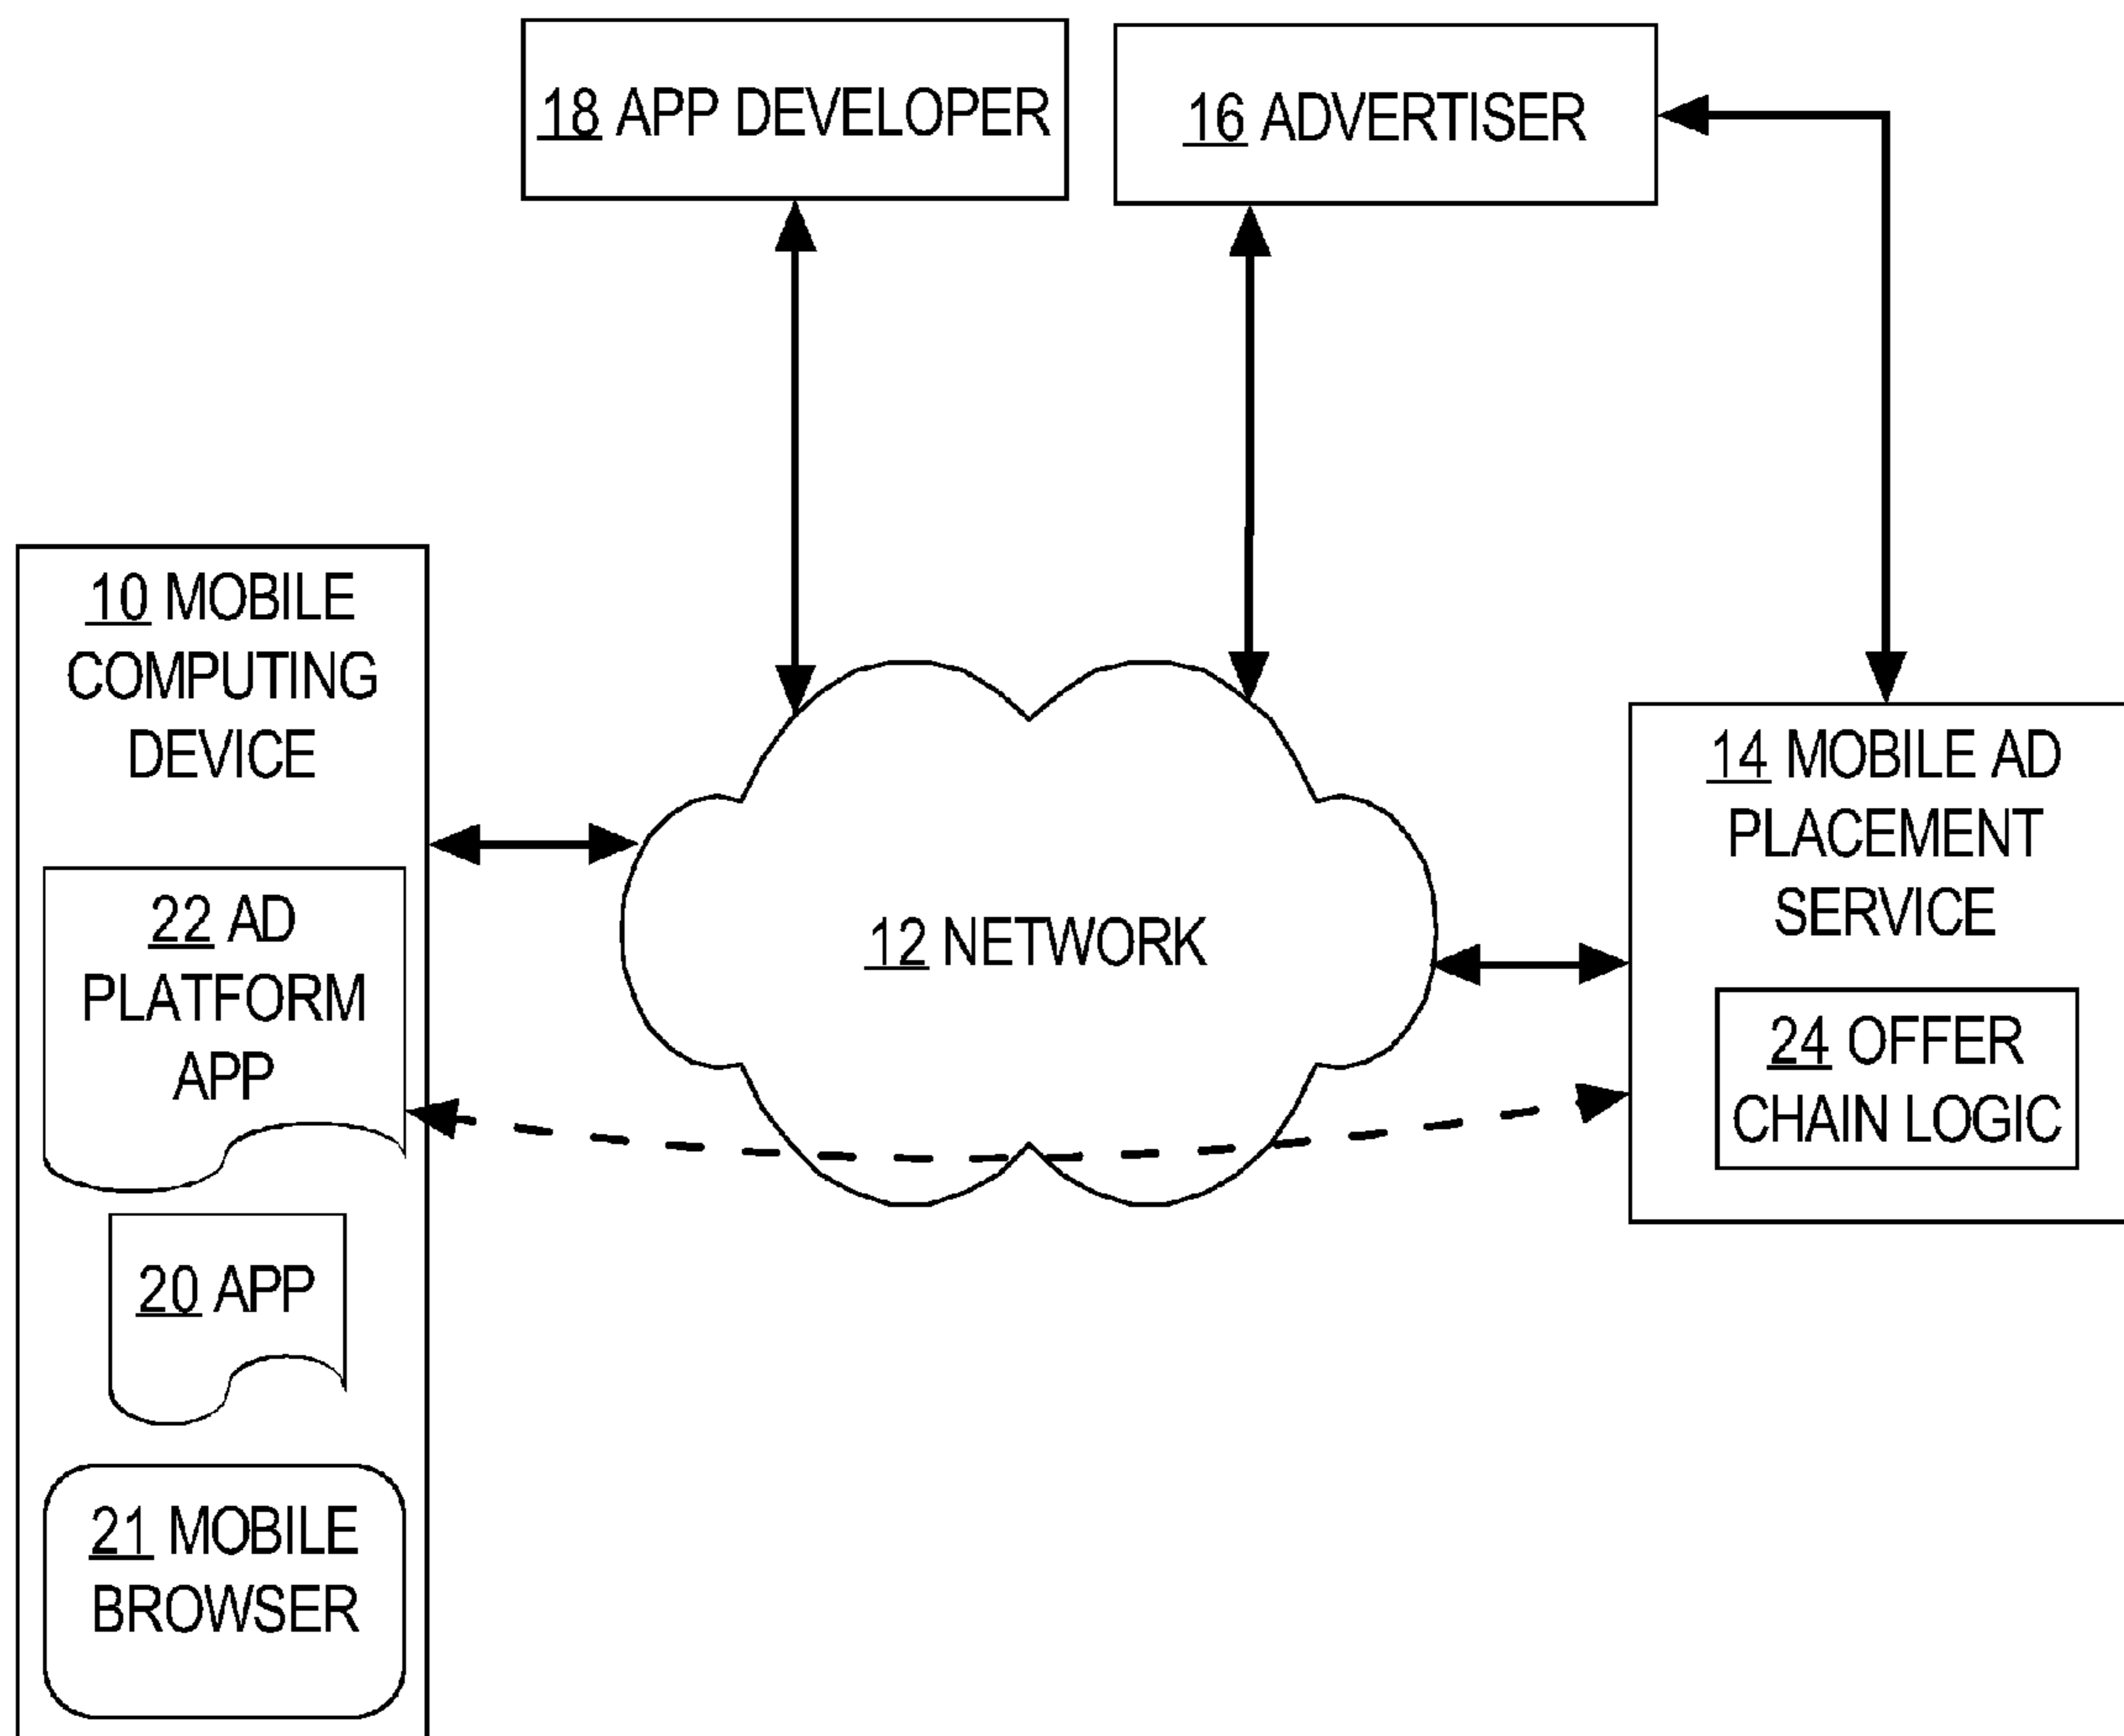 18 APP DEVELOPER
16 ADVERTISER
10 MOBILE
COMPUTING
DEVICE
22 AD
PLATFORM
APP
20 APP
21 MOBILE
BROWSER
12 NETWORK
14 MOBILE AD
PLACEMENT
SERVICE
24 OFFER
CHAIN LOGIC